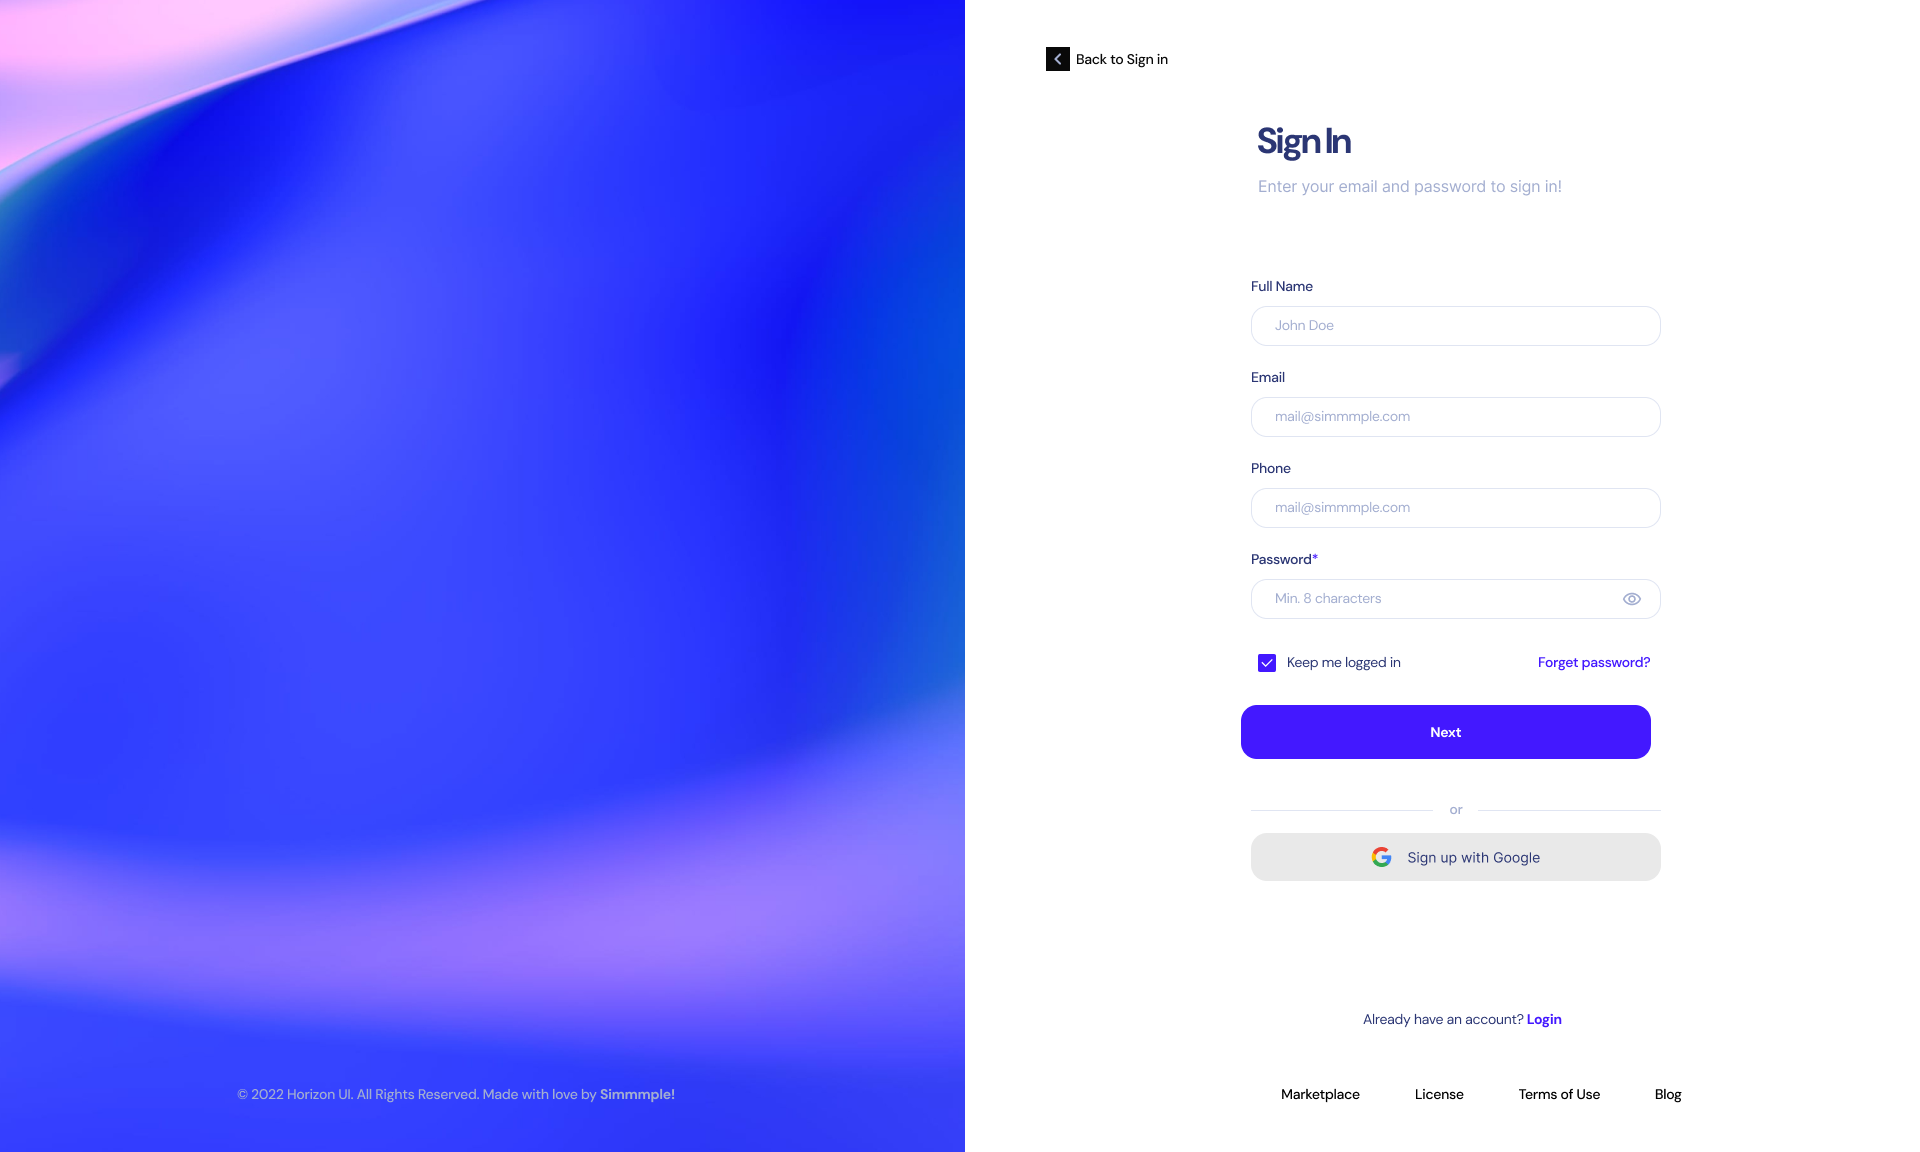 Back to Sign in
Sign In
Enter your email and password to sign in!
Full Name
John Doe
Email
mail@simmmple.com
Phone
mail@simmmple.com
Password*
Min. 8 characters
Keep me logged in
Forget password?
Next
or
Sign up with Google
Already have an account? Login
© 2022 Horizon UI. All Rights Reserved. Made with love by Simmmple!
Marketplace
License
Terms of Use
Blog